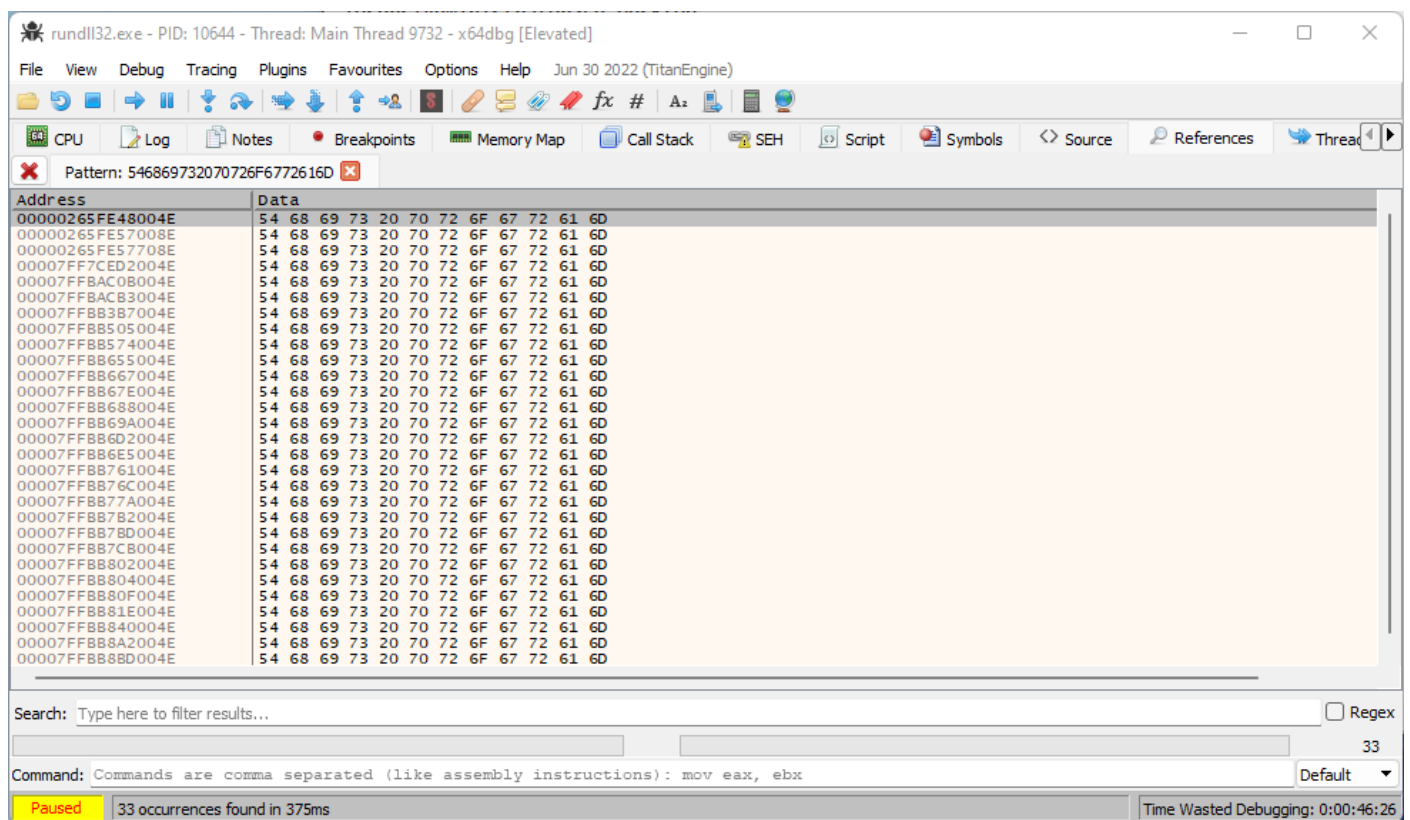 rundll32.exe - PID: 10644 - Thread: Main Thread 9732 - x64dbg [Elevated]
File View Debug Tracing Plugins Favourites Options Help Jun 30 2022 (TitanEngine)
CPU Log Notes Breakpoints Memory Map Call Stack SEH Script Symbols Source References Threac
Pattern: 546869732070726F6772616D
Address Data
00000265FE48004E 54 68 69 73 20 70 72 6F 67 72 61 6D
00000265FE57008E 54 68 69 73 20 70 72 6F 67 72 61 6D
00000265FE57708E 54 68 69 73 20 70 72 6F 67 72 61 6D
00007FF7CED2004E 54 68 69 73 20 70 72 6F 67 72 61 6D
00007FFBAC0B004E 54 68 69 73 20 70 72 6F 67 72 61 6D
00007FFBACB3004E 54 68 69 73 20 70 72 6F 67 72 61 6D
00007FFBB3B7004E 54 68 69 73 20 70 72 6F 67 72 61 6D
00007FFBB505004E 54 68 69 73 20 70 72 6F 67 72 61 6D
00007FFBB574004E 54 68 69 73 20 70 72 6F 67 72 61 6D
00007FFBB655004E 54 68 69 73 20 70 72 6F 67 72 61 6D
00007FFBB667004E 54 68 69 73 20 70 72 6F 67 72 61 6D
00007FFBB67E004E 54 68 69 73 20 70 72 6F 67 72 61 6D
00007FFBB688004E 54 68 69 73 20 70 72 6F 67 72 61 6D
00007FFBB69A004E 54 68 69 73 20 70 72 6F 67 72 61 6D
00007FFBB6D2004E 54 68 69 73 20 70 72 6F 67 72 61 6D
00007FFBB6E5004E 54 68 69 73 20 70 72 6F 67 72 61 6D
00007FFBB761004E 54 68 69 73 20 70 72 6F 67 72 61 6D
00007FFBB76C004E 54 68 69 73 20 70 72 6F 67 72 61 6D
00007FFBB77A004E 54 68 69 73 20 70 72 6F 67 72 61 6D
00007FFBB7B2004E 54 68 69 73 20 70 72 6F 67 72 61 6D
00007FFBB7BD004E 54 68 69 73 20 70 72 6F 67 72 61 6D
00007FFBB7CB004E 54 68 69 73 20 70 72 6F 67 72 61 6D
00007FFBB802004E 54 68 69 73 20 70 72 6F 67 72 61 6D
00007FFBB804004E 54 68 69 73 20 70 72 6F 67 72 61 6D
00007FFBB80F004E 54 68 69 73 20 70 72 6F 67 72 61 6D
00007FFBB81E004E 54 68 69 73 20 70 72 6F 67 72 61 6D
00007FFBB840004E 54 68 69 73 20 70 72 6F 67 72 61 6D
00007FFBB8A2004E 54 68 69 73 20 70 72 6F 67 72 61 6D
00007FFBB8BD004E 54 68 69 73 20 70 72 6F 67 72 61 6D
Search: Type here to filter results... Regex
33
Command: Commands are comma separated (like assembly instructions): mov eax, ebx Default
Paused 33 occurrences found in 375ms Time Wasted Debugging: 0:00:46:26